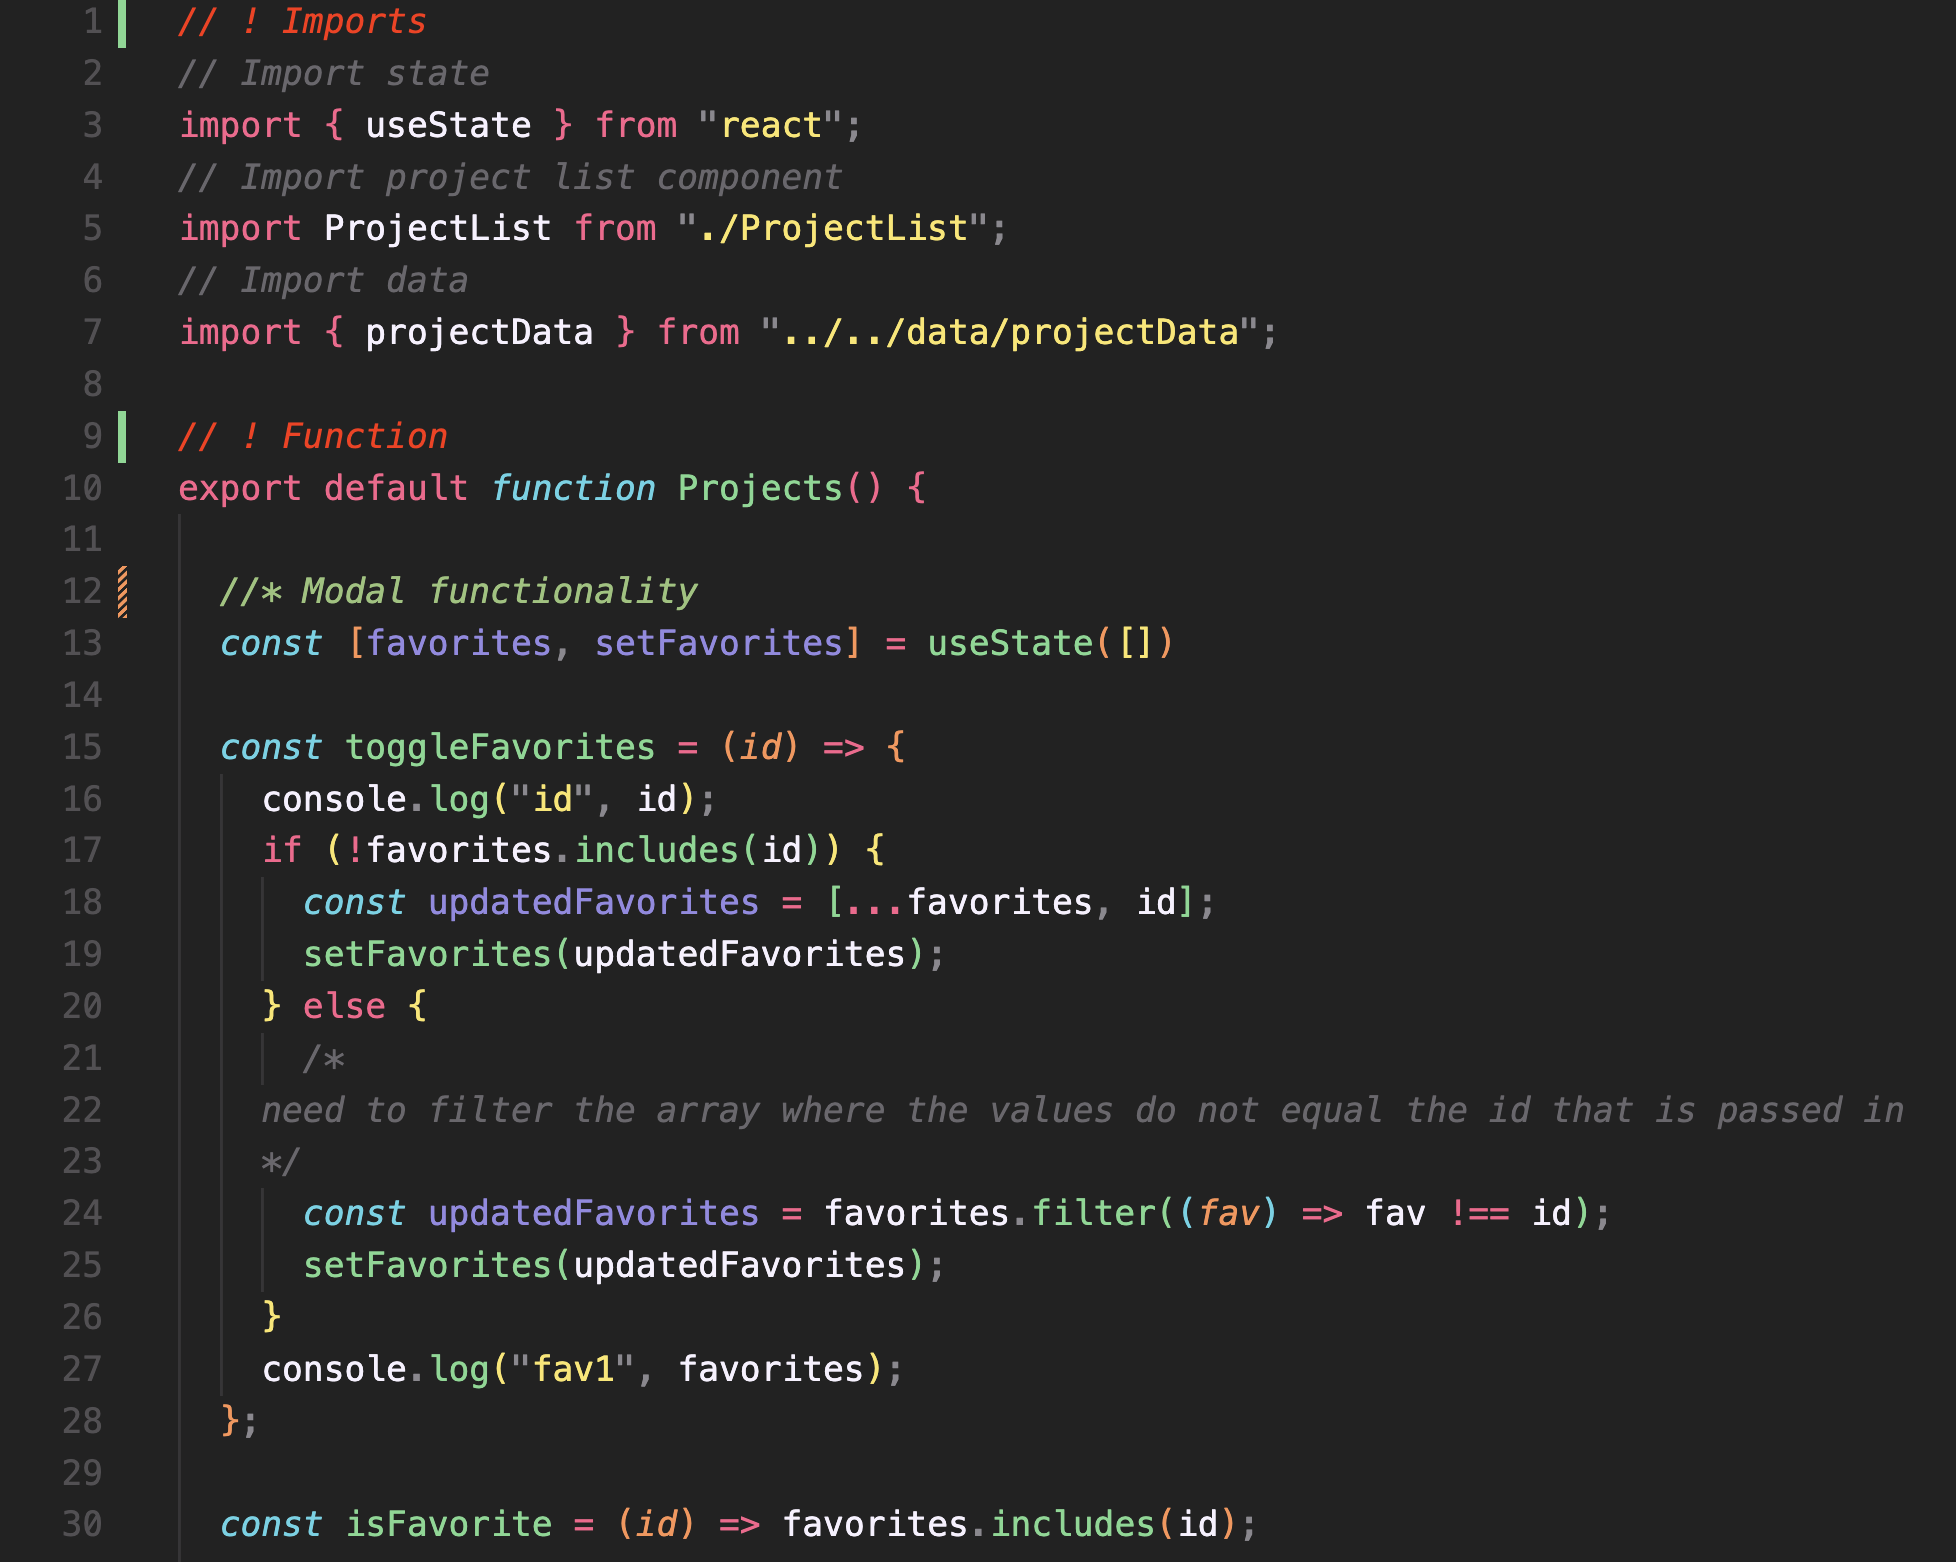 1 // ! Imports
2 // Import state
3 import { useState } from "react";
4 // Import project list component
5 import ProjectList from "./ProjectList";
6 // Import data
7 import { projectData } from "../../data/projectData";
8
9 // ! Function
10 export default function Projects() {
11
12 //* Modal functionality
13 const [favorites, setFavorites] = useState([])
14
15 const toggleFavorites = (id) => {
16 console.log("id", id);
17 if (!favorites.includes(id)) {
18 const updatedFavorites = [...favorites, id];
19 setFavorites(updatedFavorites);
20 } else {
21 /*
22 need to filter the array where the values do not equal the id that is passed in
23 */
24 const updatedFavorites = favorites.filter((fav) => fav !== id);
25 setFavorites(updatedFavorites);
26 }
27 console.log("fav1", favorites);
28 };
29
30 const isFavorite = (id) => favorites.includes(id);